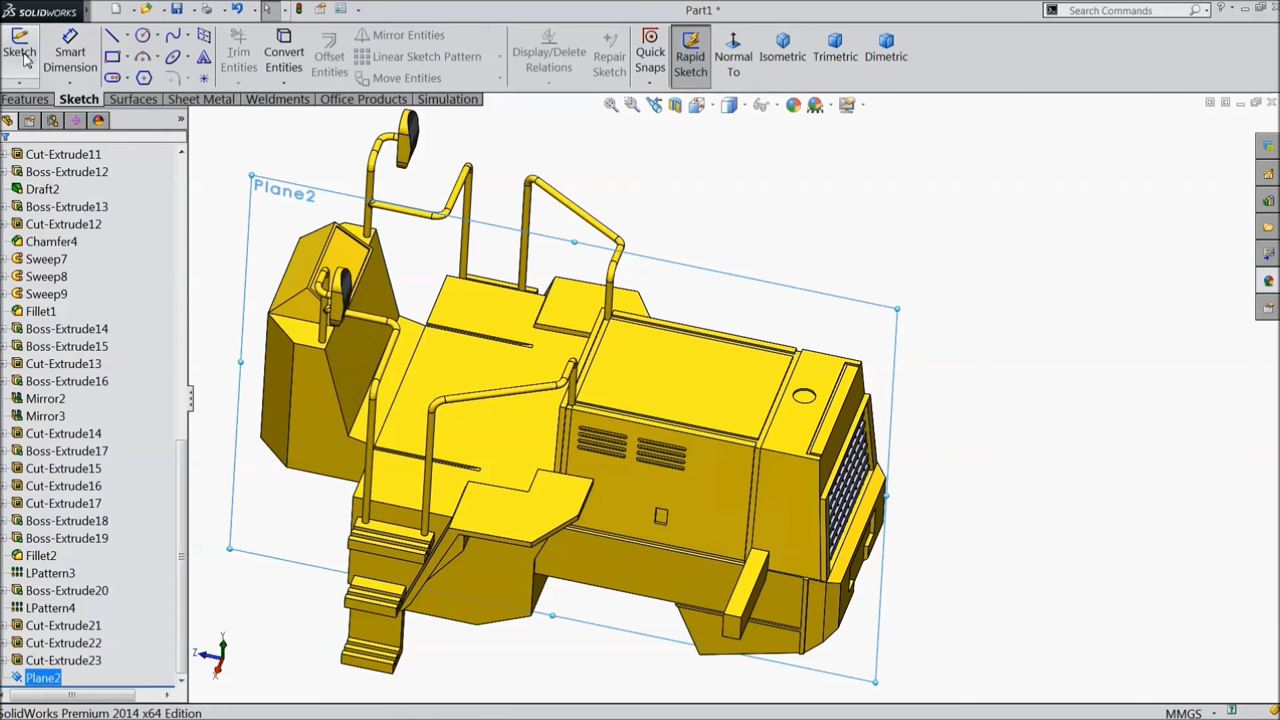 SOLIDWORKS
Part1 *
Search Commands
Sketch
Smart Dimension
Trim Entities
Convert Entities
Offset Entities
Mirror Entities
Linear Sketch Pattern
Move Entities
Display/Delete Relations
Repair Sketch
Quick Snaps
Rapid Sketch
Normal To
Isometric
Trimetric
Dimetric
Features
Sketch
Surfaces
Sheet Metal
Weldments
Office Products
Simulation
Cut-Extrude11
Boss-Extrude12
Draft2
Boss-Extrude13
Cut-Extrude12
Chamfer4
Sweep7
Sweep8
Sweep9
Fillet1
Boss-Extrude14
Boss-Extrude15
Cut-Extrude13
Boss-Extrude16
Mirror2
Mirror3
Cut-Extrude14
Boss-Extrude17
Cut-Extrude15
Cut-Extrude16
Cut-Extrude17
Boss-Extrude18
Boss-Extrude19
Fillet2
LPattern3
Boss-Extrude20
LPattern4
Cut-Extrude21
Cut-Extrude22
Cut-Extrude23
Plane2
Plane2
Y
Z
X
SolidWorks Premium 2014 x64 Edition
MMGS